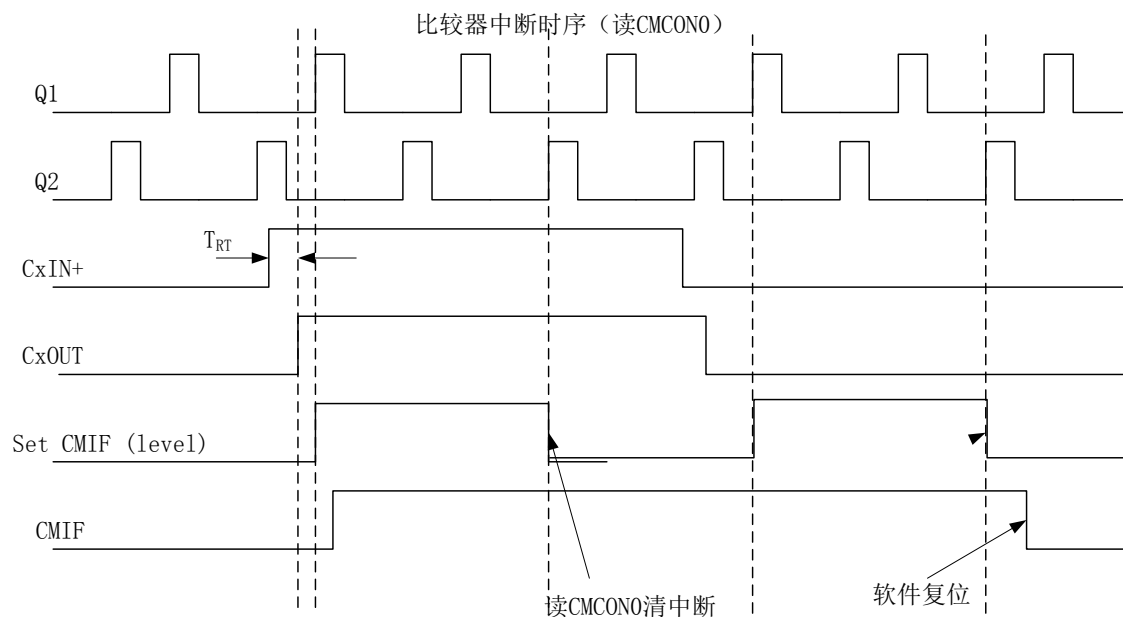 比较器中断时序（读CMCON0）
Q1
Q2
TRT
CxIN+
CxOUT
Set CMIF (level)
CMIF
读CMCON0清中断
软件复位